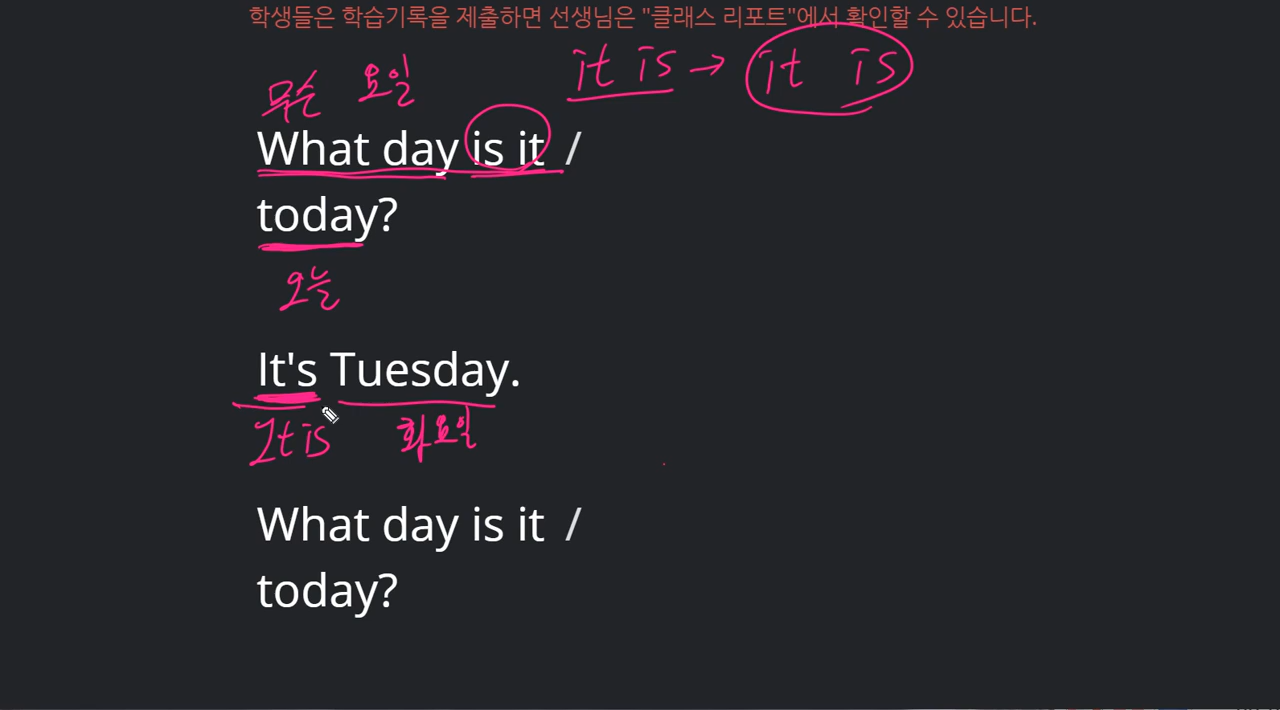 학생들은 학습기록을 제출하면 선생님은 "클래스 리포트"에서 확인할 수 있습니다.
it is → it is
무슨 요일
What day is it /
today?
오늘
It's Tuesday.
It is 화요일
What day is it /
today?